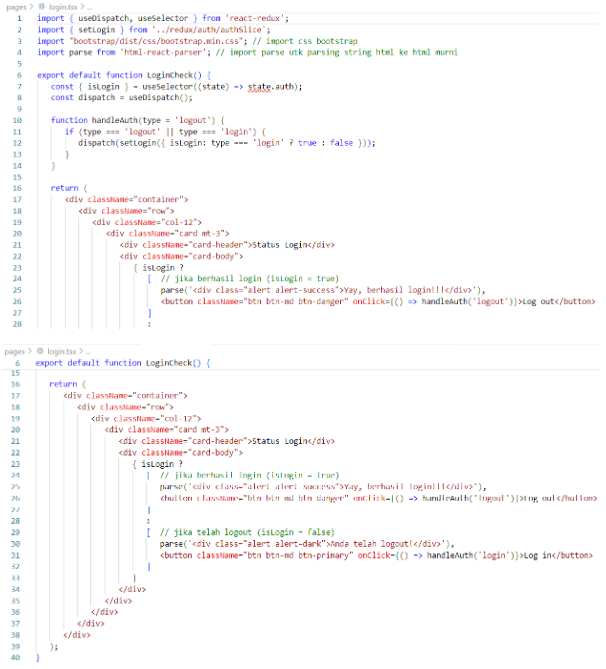 pages > login.tsx > ...
1 import { useDispatch, useSelector } from 'react-redux';
2 import { setLogin } from '../redux/auth/authSlice';
3 import "bootstrap/dist/css/bootstrap.min.css"; // import css bootstrap
4 import parse from 'html-react-parser'; // import parse utk parsing string html ke html murni
5
6 export default function LoginCheck() {
7 const { isLogin } = useSelector((state) => state.auth);
8 const dispatch = useDispatch();
9
10 function handleAuth(type = 'logout') {
11 if (type === 'logout' || type === 'login') {
12 dispatch(setLogin({ isLogin: type === 'login' ? true : false }));
13 }
14 }
15
16 return (
17 <div className="container">
18 <div className="row">
19 <div className="col-12">
20 <div className="card mt-3">
21 <div className="card-header">Status Login</div>
22 <div className="card-body">
23 { isLogin ?
24 [ // jika berhasil login (isLogin = true)
25 parse('<div class="alert alert-success">Yay, berhasil login!!!</div>'),
26 <button className="btn btn-md btn-danger" onClick={() => handleAuth('logout')}>Log out</button>
27 ]
28 :
pages > login.tsx > ...
6 export default function LoginCheck() {
15
16 return (
17 <div className="container">
18 <div className="row">
19 <div className="col-12">
20 <div className="card mt-3">
21 <div className="card-header">Status Login</div>
22 <div className="card-body">
23 { isLogin ?
24 [ // jika berhasil login (isLogin = true)
25 parse('<div class="alert alert-success">Yay, berhasil login!!!</div>'),
26 <button className="btn btn-md btn-danger" onClick={() => handleAuth('logout')}>Log out</button>
27 ]
28 :
29 [ // jika telah logout (isLogin = false)
30 parse('<div class="alert alert-dark">Anda telah logout!</div>'),
31 <button className="btn btn-md btn-primary" onClick={() => handleAuth('login')}>Log in</button>
32 ]
33 }
34 </div>
35 </div>
36 </div>
37 </div>
38 </div>
39 );
40 }